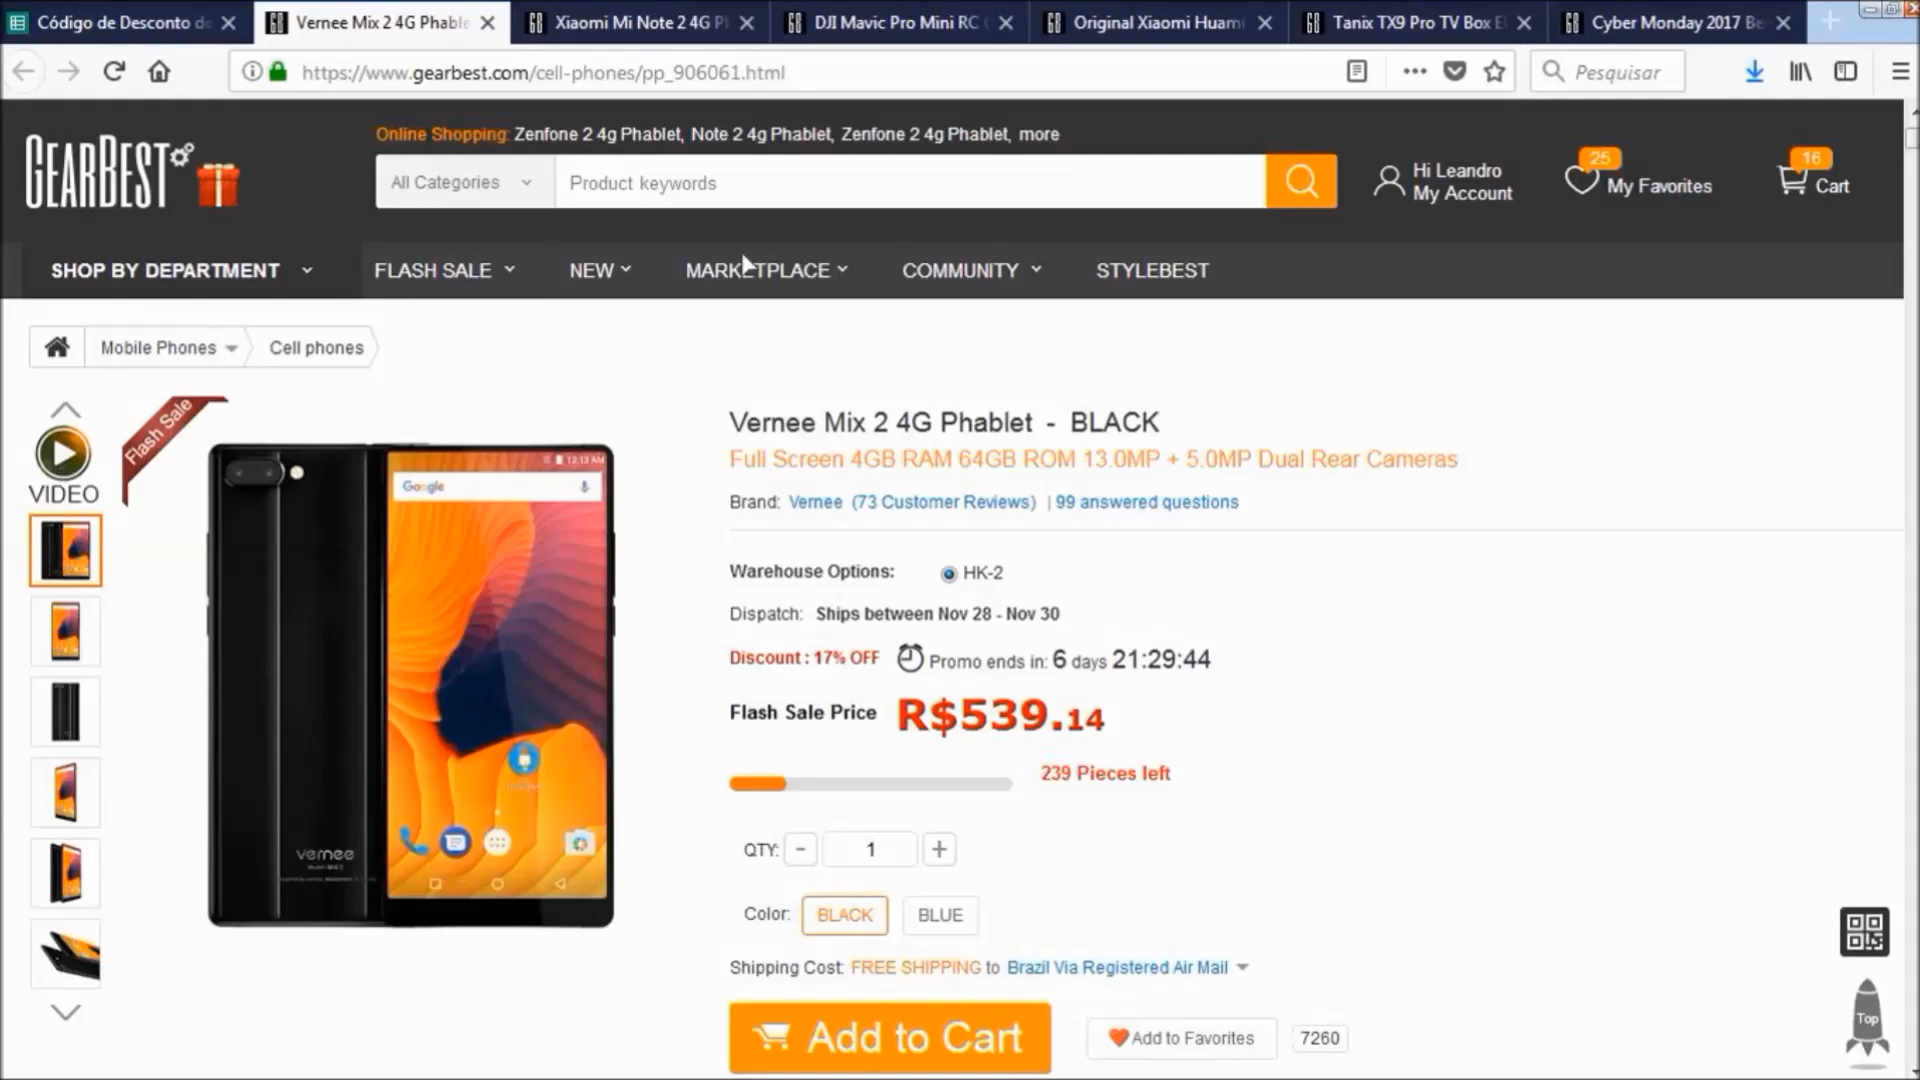 Código de Desconto de
Vernee Mix 2 4G Phable
Xiaomi Mi Note 2 4G P
DJI Mavic Pro Mini RC
Original Xiaomi Huami
Tanix TX9 Pro TV Box E
Cyber Monday 2017 Be
https://www.gearbest.com/cell-phones/pp_906061.html
Pesquisar
GEARBEST
Online Shopping: Zenfone 2 4g Phablet, Note 2 4g Phablet, Zenfone 2 4g Phablet, more
All Categories
Product keywords
Hi Leandro
My Account
25
My Favorites
16
Cart
SHOP BY DEPARTMENT
FLASH SALE
NEW
MARKETPLACE
COMMUNITY
STYLEBEST
Mobile Phones
Cell phones
VIDEO
Flash Sale
12:13 AM
Google
vernee
Vernee Mix 2 4G Phablet - BLACK
Full Screen 4GB RAM 64GB ROM 13.0MP + 5.0MP Dual Rear Cameras
Brand: Vernee (73 Customer Reviews) | 99 answered questions
Warehouse Options: HK-2
Dispatch: Ships between Nov 28 - Nov 30
Discount : 17% OFF Promo ends in: 6 days 21:29:44
Flash Sale Price R$539.14
239 Pieces left
QTY: - 1 +
Color: BLACK BLUE
Shipping Cost: FREE SHIPPING to Brazil Via Registered Air Mail
Add to Cart
Add to Favorites
7260
Top